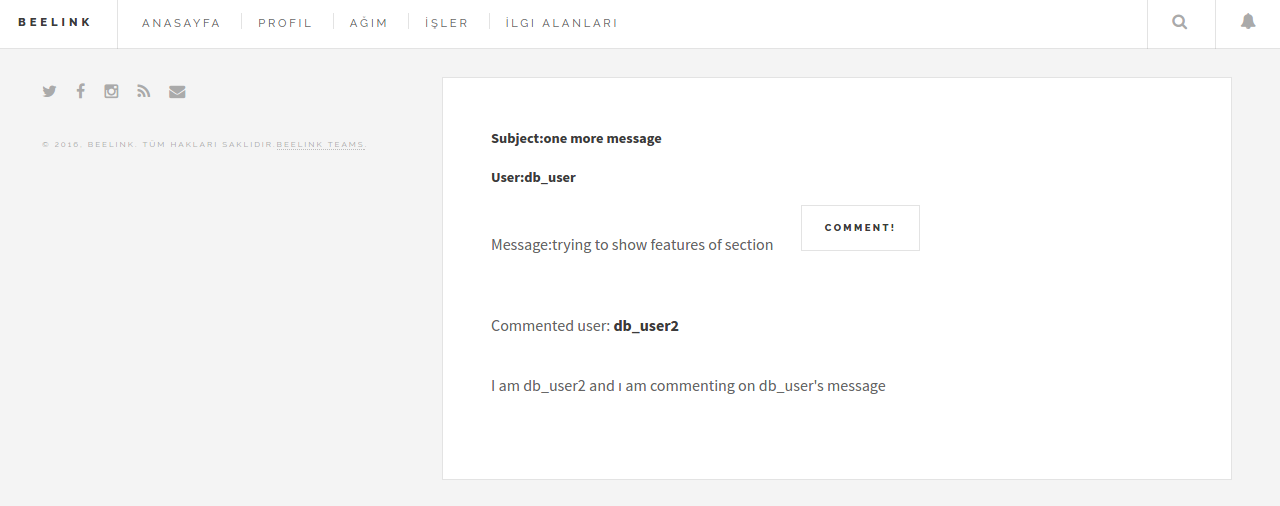 BEELINK ANASAYFA PROFIL AĞIM İŞLER İLGI ALANLARI
© 2016, BEELINK. TÜM HAKLARI SAKLIDIR.BEELINK TEAMS.
Subject:one more message
User:db_user
COMMENT!
Message:trying to show features of section
Commented user: db_user2
I am db_user2 and ı am commenting on db_user's message